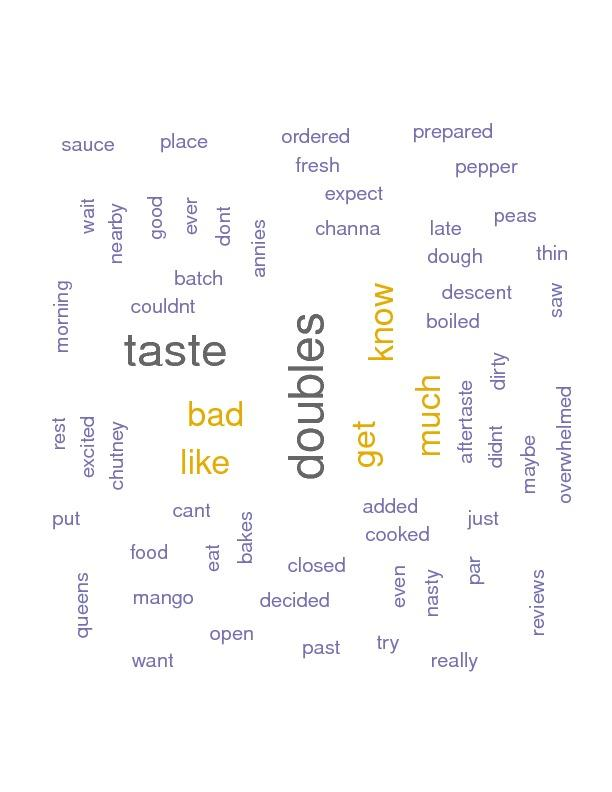 sauce
place
ordered
prepared
fresh
pepper
expect
wait
nearby
good
ever
dont
annies
channa
late
peas
dough
thin
batch
couldnt
morning
know
descent
saw
boiled
taste
doubles
bad
like
get
much
aftertaste
dirty
didnt
maybe
overwhelmed
rest
excited
chutney
put
cant
added
cooked
just
food
eat
bakes
closed
queens
mango
decided
even
nasty
par
reviews
open
want
past
try
really